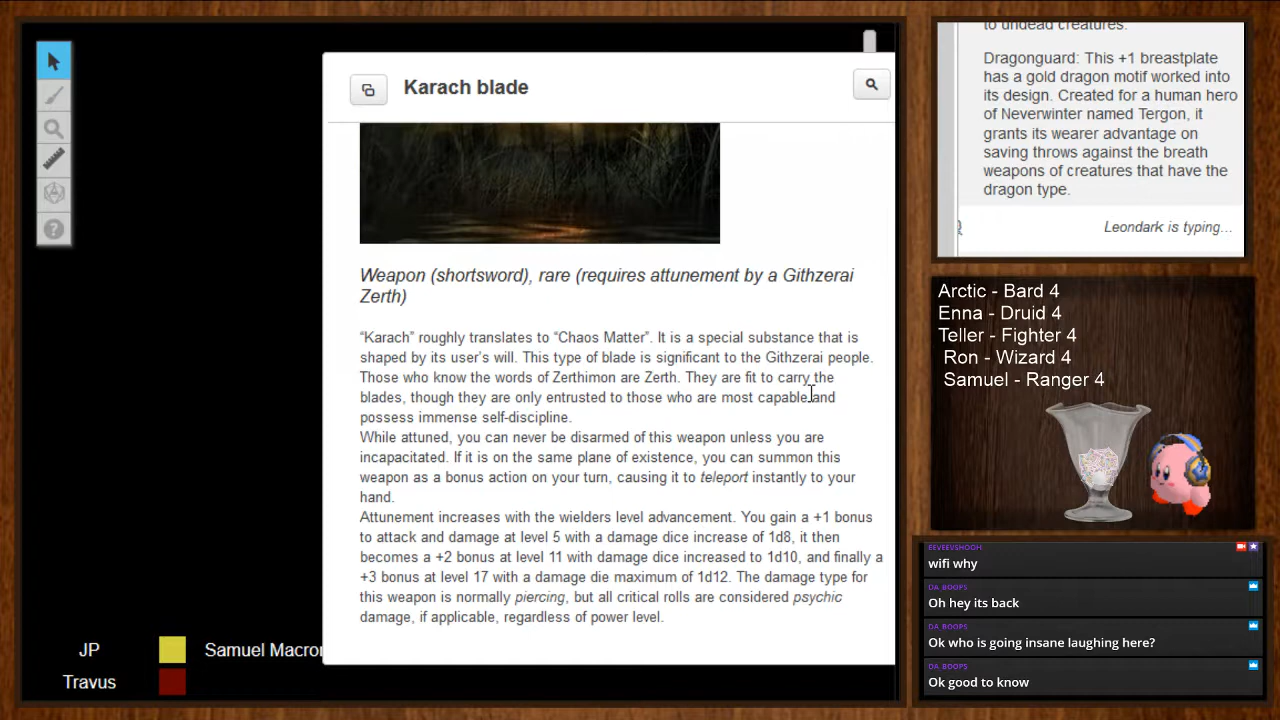 Karach blade
Weapon (shortsword), rare (requires attunement by a Githzerai
Zerth)
“Karach” roughly translates to “Chaos Matter”. It is a special substance that is
shaped by its user's will. This type of blade is significant to the Githzerai people.
Those who know the words of Zerthimon are Zerth. They are fit to carry the
blades, though they are only entrusted to those who are most capable and
possess immense self-discipline.
While attuned, you can never be disarmed of this weapon unless you are
incapacitated. If it is on the same plane of existence, you can summon this
weapon as a bonus action on your turn, causing it to teleport instantly to your
hand.
Attunement increases with the wielders level advancement. You gain a +1 bonus
to attack and damage at level 5 with a damage dice increase of 1d8, it then
becomes a +2 bonus at level 11 with damage dice increased to 1d10, and finally a
+3 bonus at level 17 with a damage die maximum of 1d12. The damage type for
this weapon is normally piercing, but all critical rolls are considered psychic
damage, if applicable, regardless of power level.
JP
Samuel Macron
Travus
to undead creatures.
Dragonguard: This +1 breastplate
has a gold dragon motif worked into
its design. Created for a human hero
of Neverwinter named Tergon, it
grants its wearer advantage on
saving throws against the breath
weapons of creatures that have the
dragon type.
Leondark is typing...
Arctic - Bard 4
Enna - Druid 4
Teller - Fighter 4
Ron - Wizard 4
Samuel - Ranger 4
EEVEEVSHOOH
wifi why
DA BOOPS
Oh hey its back
DA BOOPS
Ok who is going insane laughing here?
DA BOOPS
Ok good to know